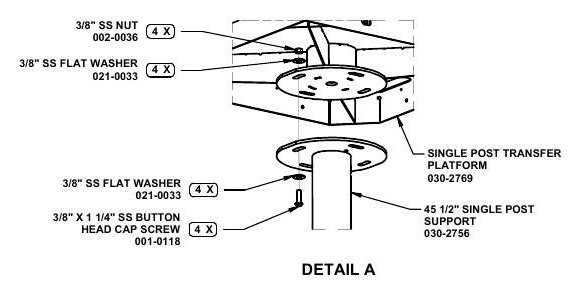 3/8" SS NUT
002-0036
4 X
3/8" SS FLAT WASHER
021-0033
4 X
SINGLE POST TRANSFER
PLATFORM
030-2769
3/8" SS FLAT WASHER
021-0033
4 X
3/8" X 1 1/4" SS BUTTON
HEAD CAP SCREW
001-0118
4 X
45 1/2" SINGLE POST
SUPPORT
030-2756
DETAIL A